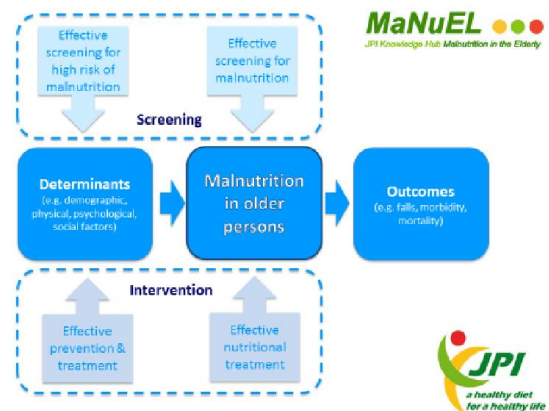 Effective
screening for
high risk of
malnutrition
Effective
screening for
malnutrition
MaNuEL
JPI Knowledge Hub Malnutrition in the Elderly
Screening
Determinants
(e.g. demographic,
physical, psychological,
social factors)
Malnutrition
in older
persons
Outcomes
(e.g. falls, morbidity,
mortality)
Intervention
Effective
prevention &
treatment
Effective
nutritional
treatment
JPI
a healthy diet
for a healthy life